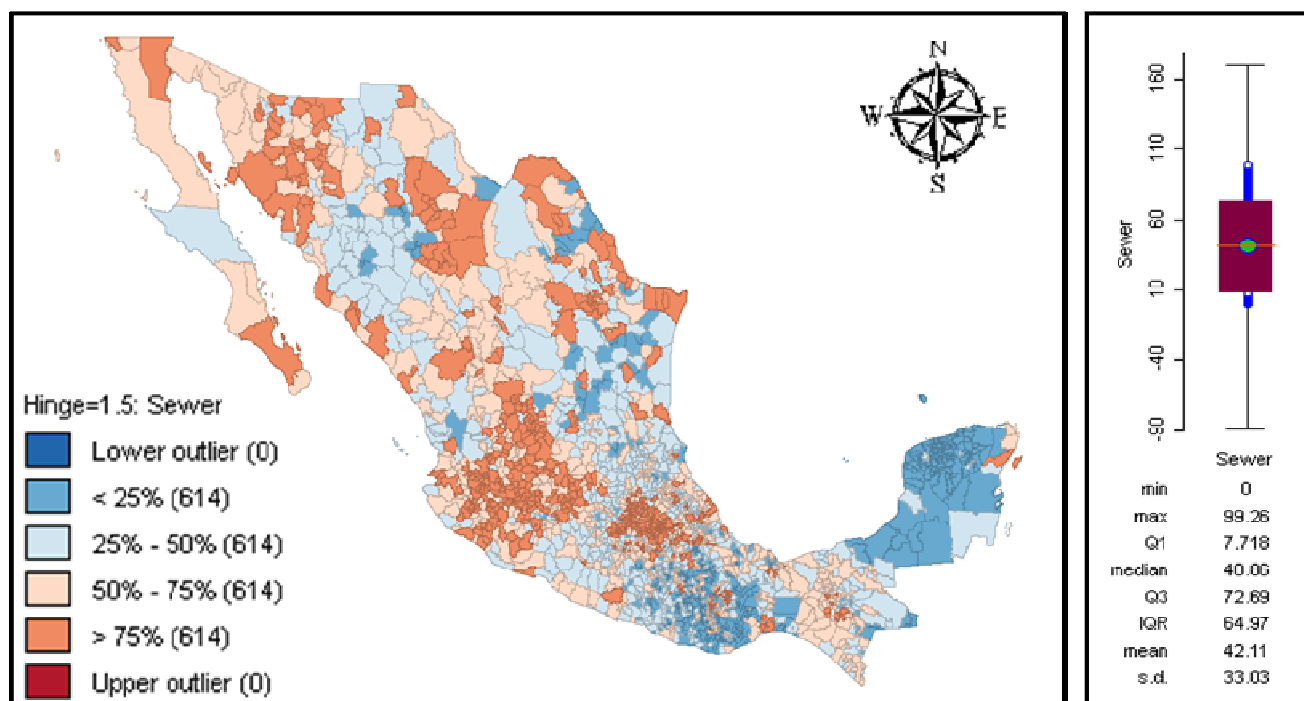 N
W E
S
Hinge=1.5: Sewer
Lower outlier (0)
< 25% (614)
25% - 50% (614)
50% - 75% (614)
> 75% (614)
Upper outlier (0)
160
110
60
10
-40
-90
Sewer
Sewer
min 0
max 99.26
Q1 7.718
median 40.06
Q3 72.69
IQR 64.97
mean 42.11
s.d. 33.03